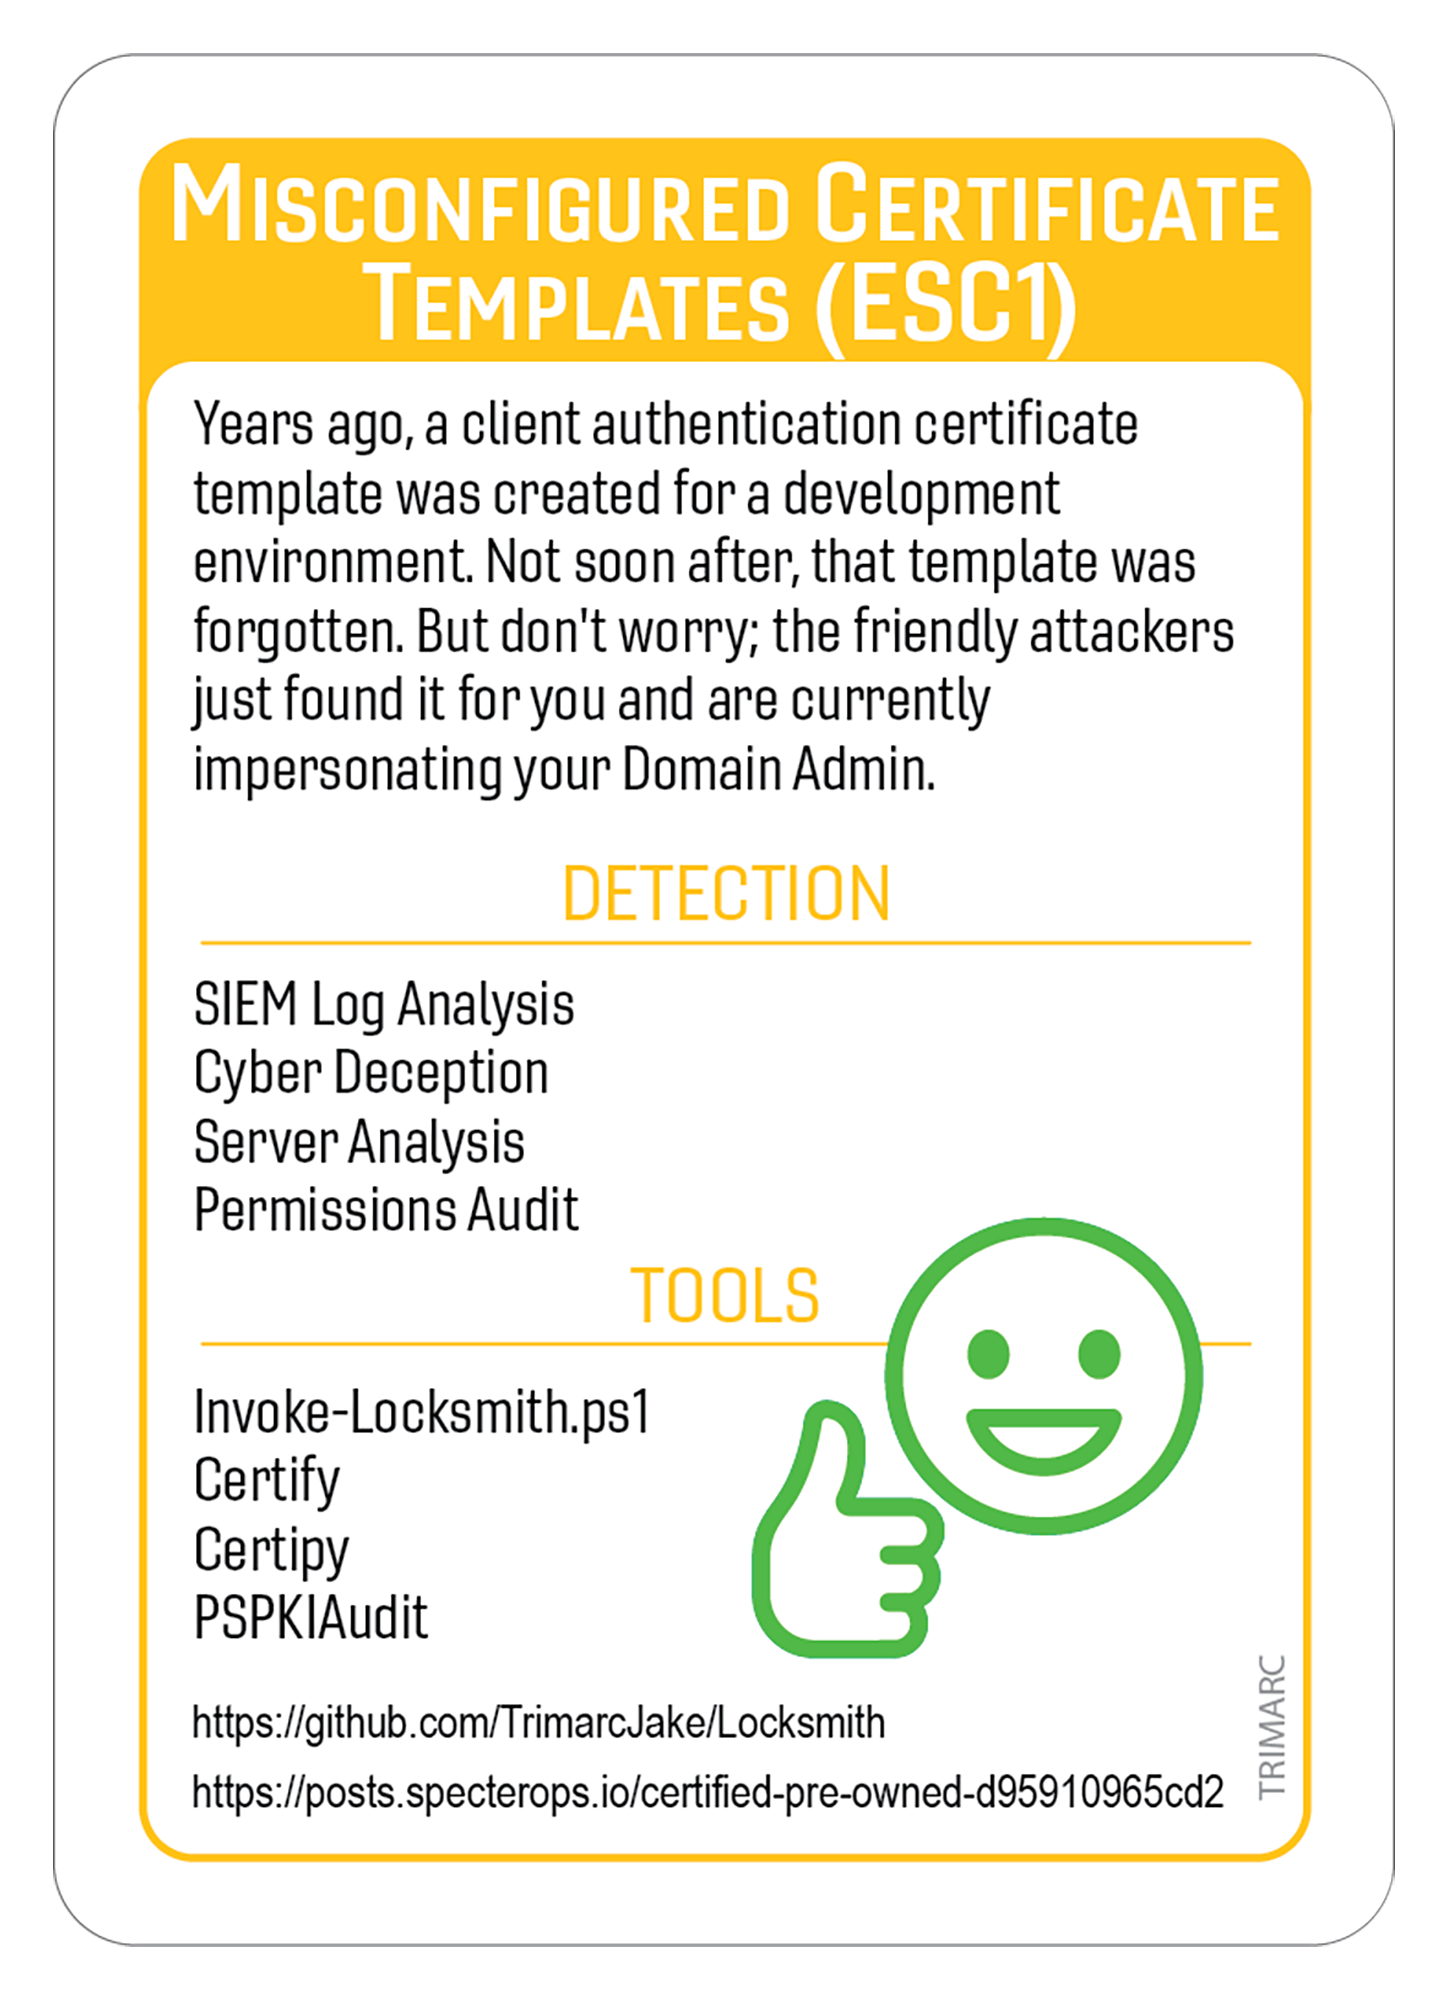 MISCONFIGURED CERTIFICATE
TEMPLATES (ESC1)
Years ago, a client authentication certificate
template was created for a development
environment. Not soon after, that template was
forgotten. But don't worry; the friendly attackers
just found it for you and are currently
impersonating your Domain Admin.
DETECTION
SIEM Log Analysis
Cyber Deception
Server Analysis
Permissions Audit
TOOLS
Invoke-Locksmith.ps1
Certify
Certipy
PSPKIAudit
https://github.com/TrimarcJake/Locksmith
https://posts.specterops.io/certified-pre-owned-d95910965cd2
TRIMARC